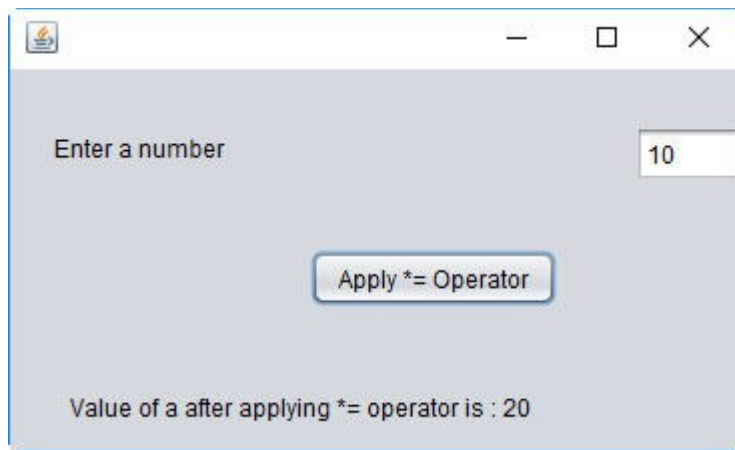 Enter a number
10
Apply *= Operator
Value of a after applying *= operator is : 20